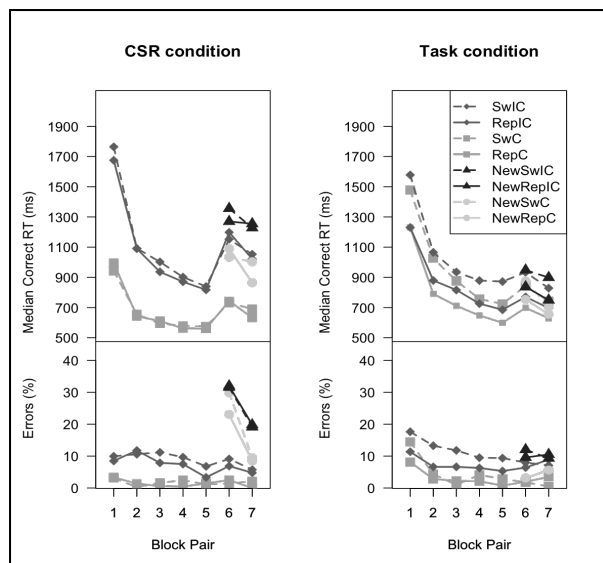 CSR condition
Task condition
Median Correct RT (ms)
1900
1700
1500
1300
1100
900
700
500
Errors (%)
40
30
20
10
0
1 2 3 4 5 6 7
Block Pair
Median Correct RT (ms)
1900
1700
1500
1300
1100
900
700
500
SwIC
RepIC
SwC
RepC
NewSwIC
NewRepIC
NewSwC
NewRepC
Errors (%)
40
30
20
10
0
1 2 3 4 5 6 7
Block Pair